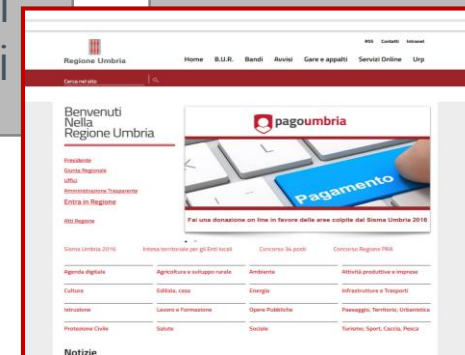 RSS Contatti Intranet
Regione Umbria
Home B.U.R. Bandi Avvisi Gare e appalti Servizi Online Urp
Cerca nel sito
Benvenuti
Nella
Regione Umbria
pagoumbria
Presidente
Giunta Regionale
Uffici
Amministrazione Trasparente
Entra in Regione
Atti Regione
Pagamento
Fai una donazione on line in favore delle aree colpite dal Sisma Umbria 2016
Sisma Umbria 2016 Intesa territoriale per gli Enti locali Concorso 34 posti Concorso Regione PRA
Agenda digitale Agricoltura e sviluppo rurale Ambiente Attività produttive e imprese
Cultura Edilizia, casa Energia Infrastrutture e Trasporti
Istruzione Lavoro e Formazione Opere Pubbliche Paesaggio, Territorio, Urbanistica
Protezione Civile Salute Sociale Turismo, Sport, Caccia, Pesca
Notizie